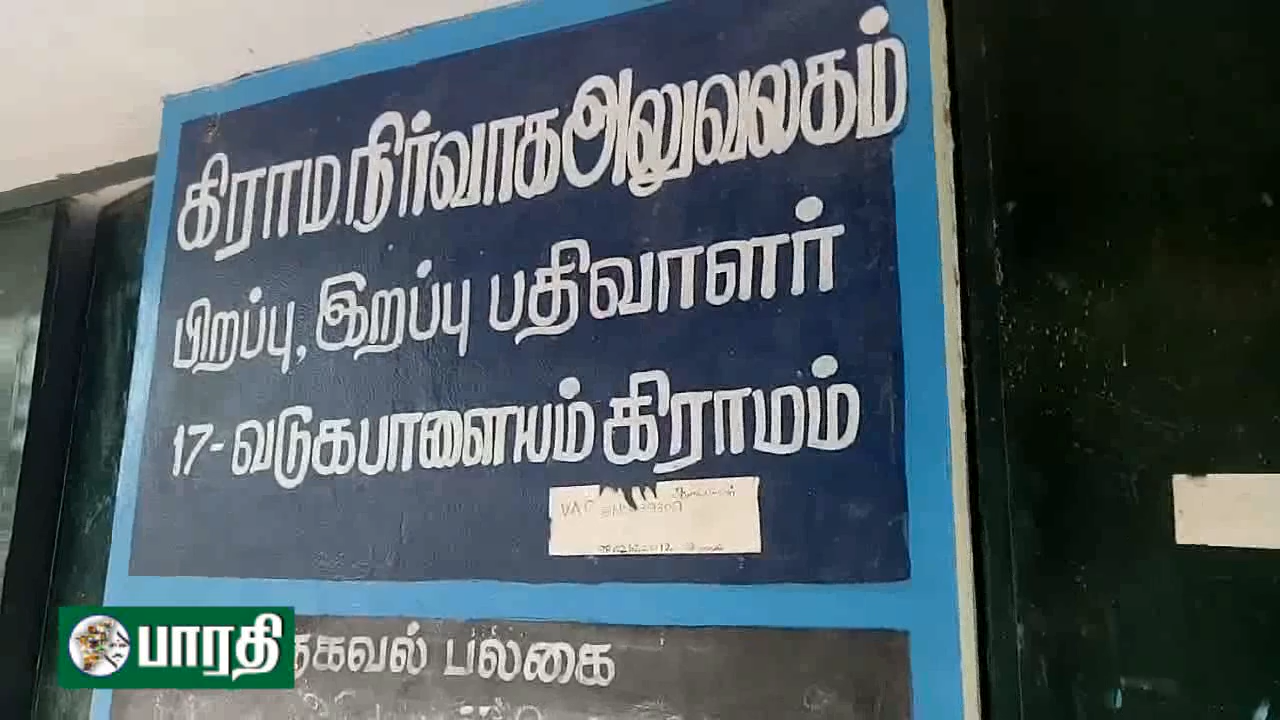 கிராம நிர்வாக அலுவலகம்
பிறப்பு, இறப்பு பதிவாளர்
17-வடுகபாளையம் கிராமம்
தகவல் பலகை
பாரதி